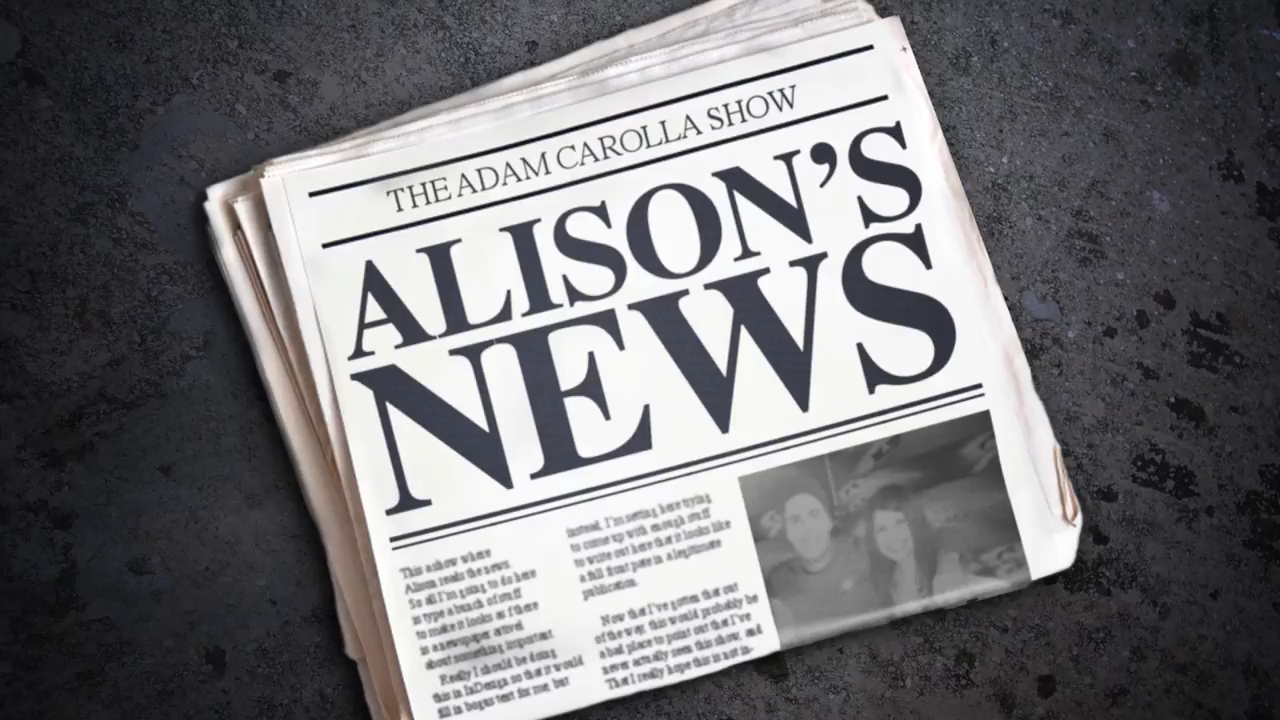 THE ADAM CAROLLA SHOW
ALISON'S
NEWS
This a show where
Alison reads the news.
So all I'm going to do here
is type a bunch of stuff
to make it looks as if there
is a newspaper
about something important
Really I should be doing
this in InDesign so that it would
fill in bogus text for me, but
instead, I'm setting here trying
to come up with enough stuff
to write out here that it looks like
a full front page in a legitimate
publication.
Now that I've gotten that out
of the way, this would probably be
a bad place to point out that I've
never actually seen this show, and
That I really hope this is not in-